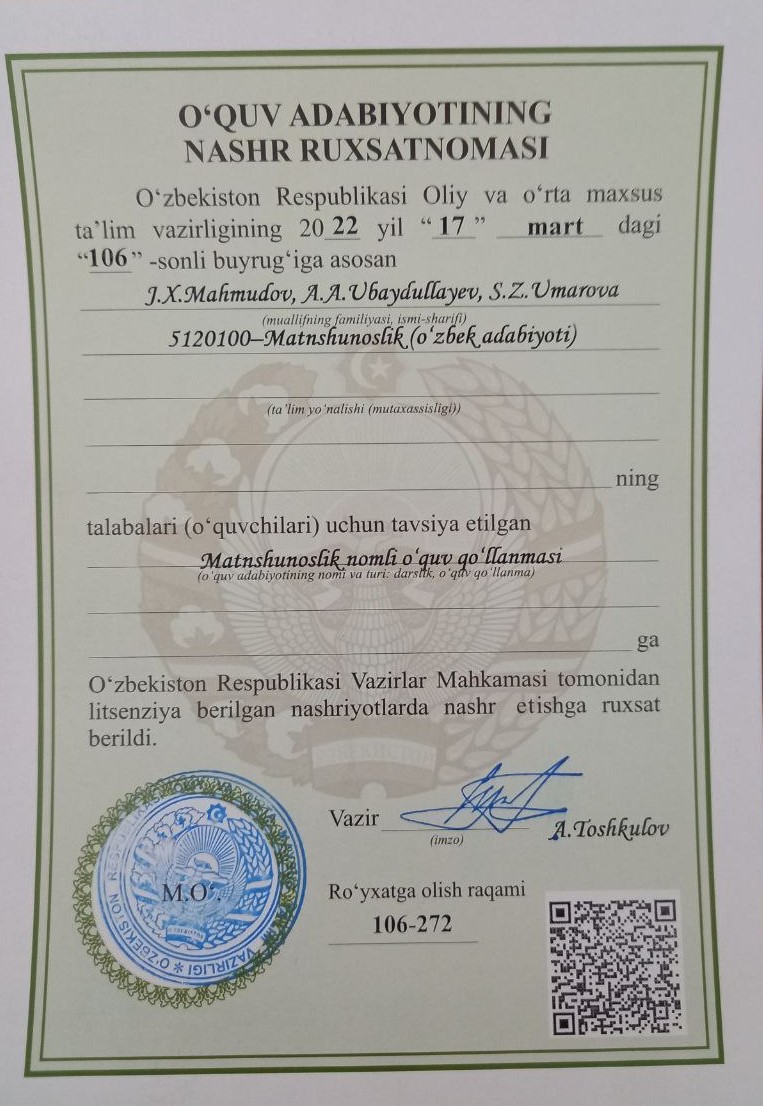 O‘QUV ADABIYOTINING
NASHR RUXSATNOMASI
O‘zbekiston Respublikasi Oliy va o‘rta maxsus
ta’lim vazirligining 2022 yil “17” mart dagi
“106” -sonli buyrug‘iga asosan
J.X.Mahmudov, A.A.Ubaydullayev, S.Z.Umarova
(muallifning familiyasi, ismi-sharifi)
5120100–Matnshunoslik (o‘zbek adabiyoti)
(ta’lim yo‘nalishi (mutaxassisligi))
ning
talabalari (o‘quvchilari) uchun tavsiya etilgan
Matnshunoslik nomli o‘quv qo‘llanmasi
(o‘quv adabiyotining nomi va turi: darslik, o‘quv qo‘llanma)
ga
O‘zbekiston Respublikasi Vazirlar Mahkamasi tomonidan
litsenziya berilgan nashriyotlarda nashr etishga ruxsat
berildi.
Vazir
(imzo)
A.Toshkulov
M.O‘.
O‘ZBEKISTON RESPUBLIKA
VAZIRLIGI
Ro‘yxatga olish raqami
106-272